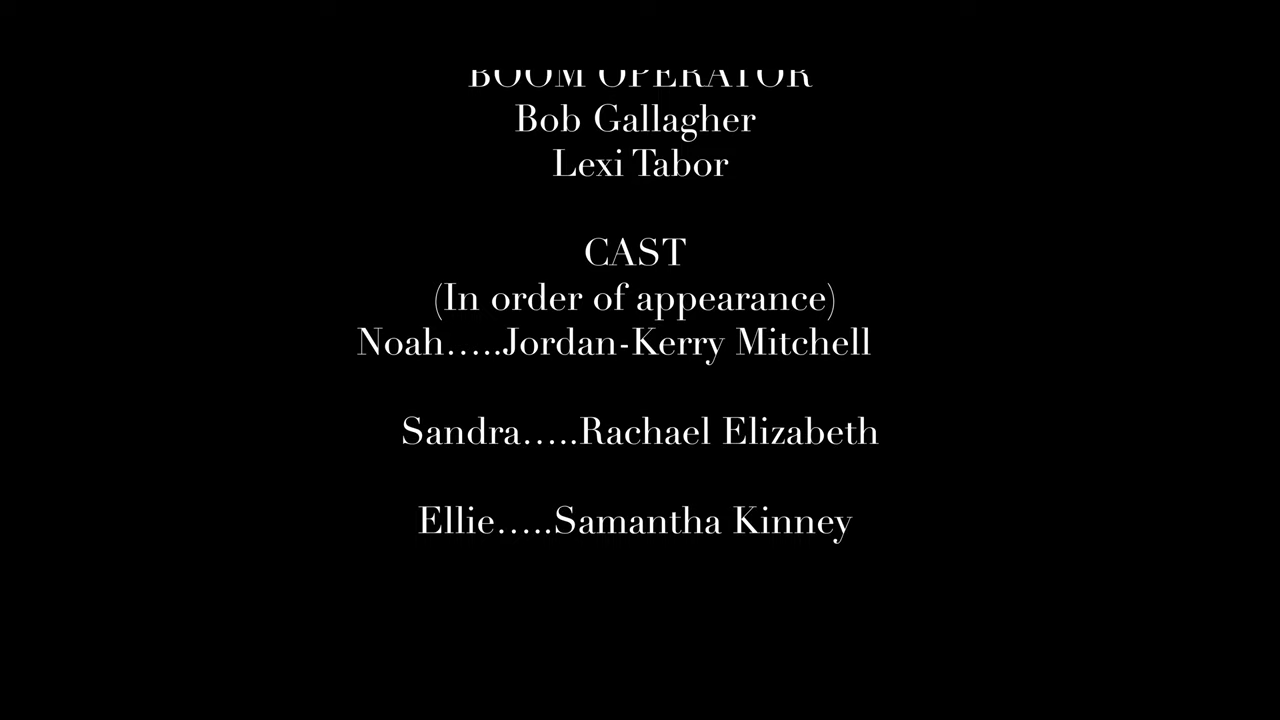 BOOM OPERATOR
Bob Gallagher
Lexi Tabor
CAST
(In order of appearance)
Noah.....Jordan-Kerry Mitchell
Sandra.....Rachael Elizabeth
Ellie.....Samantha Kinney